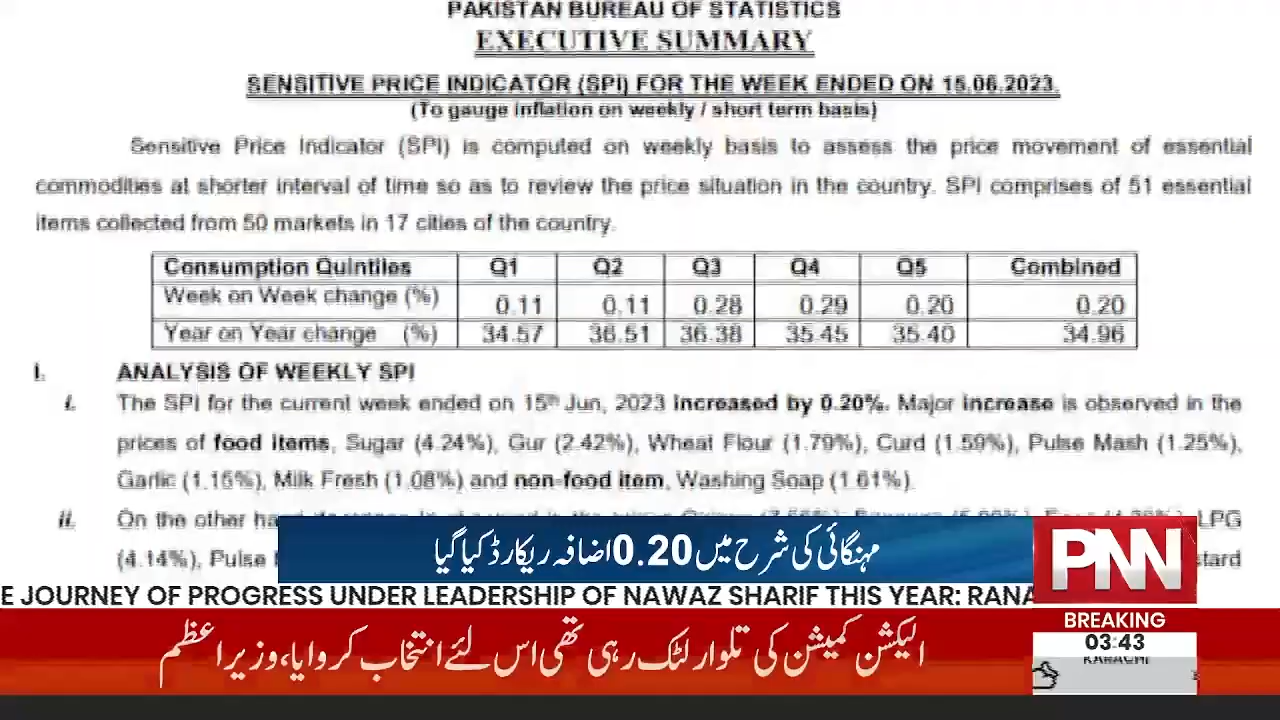 PAKISTAN BUREAU OF STATISTICS
EXECUTIVE SUMMARY
SENSITIVE PRICE INDICATOR (SPI) FOR THE WEEK ENDED ON 15.06.2023.
(To gauge inflation on weekly / short term basis)
Sensitive Price Indicator (SPI) is computed on weekly basis to assess the price movement of essential
commodities at shorter interval of time so as to review the price situation in the country. SPI comprises of 51 essential
items collected from 50 markets in 17 cities of the country.
Consumption Quintiles Q1 Q2 Q3 Q4 Q5 Combined
Week on Week change (%) 0.11 0.11 0.28 0.29 0.20 0.20
Year on Year change (%) 34.57 36.51 36.38 35.45 35.40 34.96
I. ANALYSIS OF WEEKLY SPI
i. The SPI for the current week ended on 15th Jun, 2023 increased by 0.20%. Major increase is observed in the
prices of food items, Sugar (4.24%), Gur (2.42%), Wheat Flour (1.79%), Curd (1.59%), Pulse Mash (1.25%),
Garlic (1.15%), Milk Fresh (1.08%) and non-food item, Washing Soap (1.61%).
ii. On the other LPG
(4.14%), Pulse
مہنگائی کی شرح میں 0.20 اضافہ ریکارڈ کیا گیا
PNN
E JOURNEY OF PROGRESS UNDER LEADERSHIP OF NAWAZ SHARIF THIS YEAR: RANA
BREAKING
03:43
KARACHI
الیکشن کمیشن کی تلوار لٹک رہی تھی اس لئے انتخاب کروایا، وزیراعظم